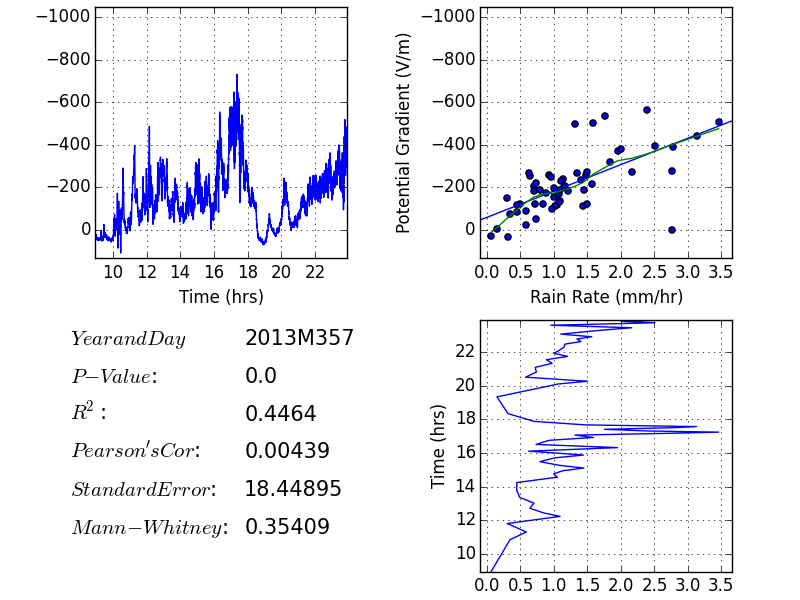 −1000
−800
−600
−400
−200
0
10 12 14 16 18 20 22
Time (hrs)
Potential Gradient (V/m)
−1000
−800
−600
−400
−200
0
0.0 0.5 1.0 1.5 2.0 2.5 3.0 3.5
Rain Rate (mm/hr)
YearandDay 2013M357
P−Value: 0.0
R²: 0.4464
Pearson'sCor: 0.00439
StandardError: 18.44895
Mann−Whitney: 0.35409
Time (hrs)
22
20
18
16
14
12
10
0.0 0.5 1.0 1.5 2.0 2.5 3.0 3.5